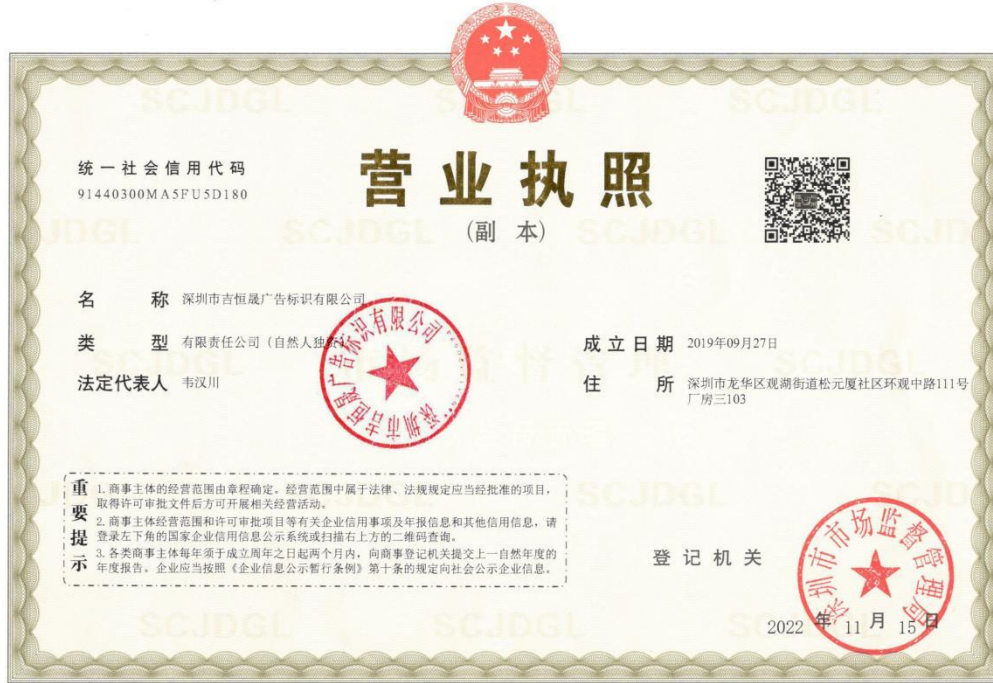 统一社会信用代码
91440300MA5FU5D180
营业执照
(副 本)
名 称 深圳市吉恒晟广告标识有限公司
类 型 有限责任公司（自然人独资）
法定代表人 韦汉川
成立日期 2019年09月27日
住 所 深圳市龙华区观湖街道松元厦社区环观中路111号
厂房三103
深圳市吉恒晟广告标识有限公司
重要提示
1.商事主体的经营范围由章程确定。经营范围中属于法律、法规规定应当经批准的项目，
取得许可审批文件后方可开展相关经营活动。
2.商事主体经营范围和许可审批项目等有关企业信用事项及年报信息和其他信用信息，请
登录左下角的国家企业信用信息公示系统或扫描右上方的二维码查询。
3.各类商事主体每年须于成立周年之日起两个月内，向商事登记机关提交上一自然年度的
年度报告。企业应当按照《企业信息公示暂行条例》第十条的规定向社会公示企业信息。
登记机关
深圳市市场监督管理局
2022 年 11 月 15 日
SCJDGL